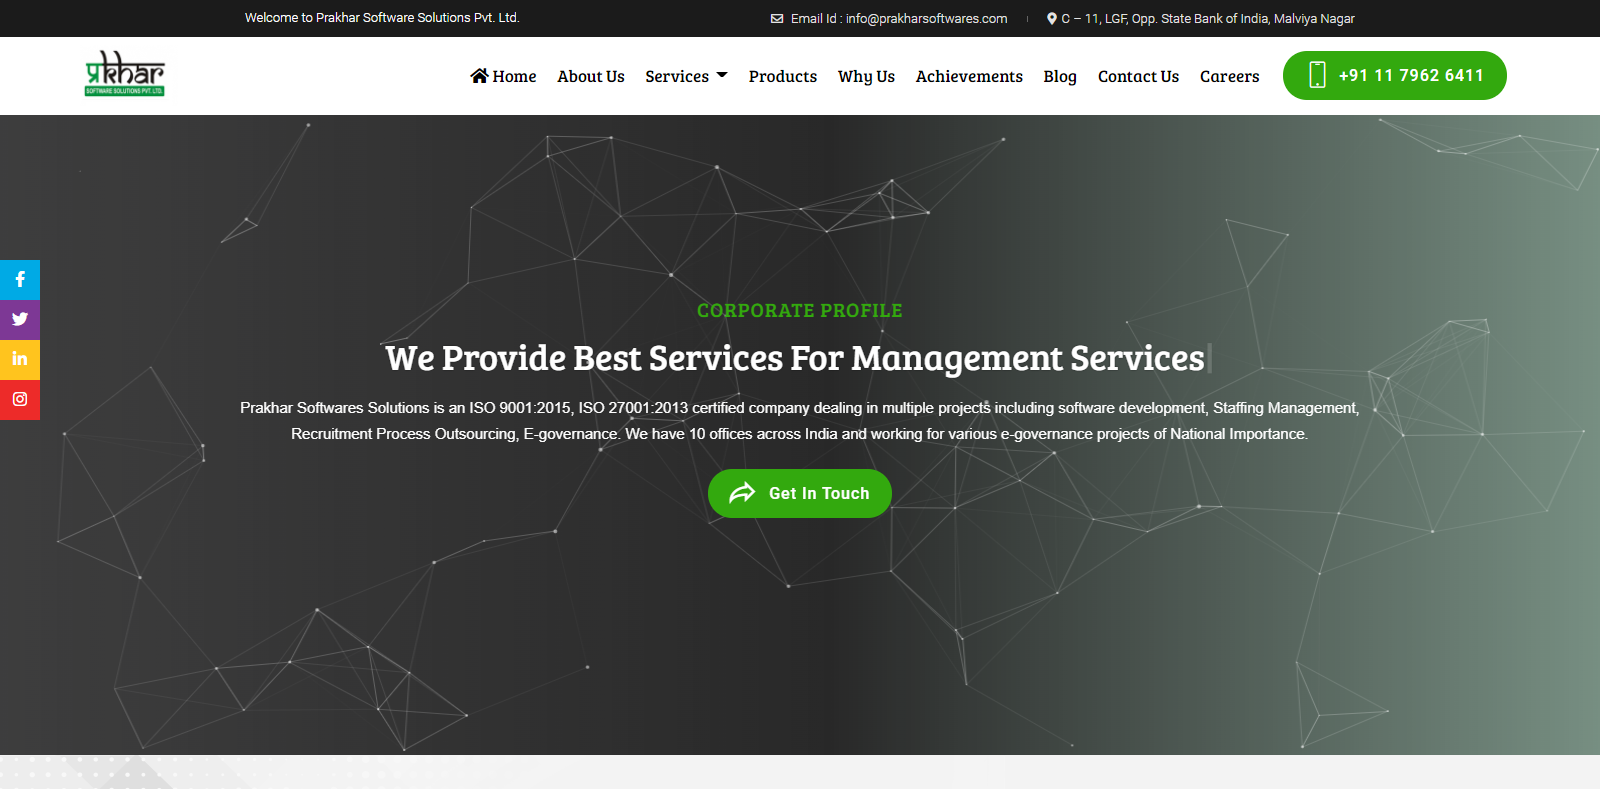 Welcome to Prakhar Software Solutions Pvt. Ltd.
Email Id : info@prakharsoftwares.com
C – 11, LGF, Opp. State Bank of India, Malviya Nagar
प्रkhar
SOFTWARE SOLUTIONS PVT. LTD.
Home About Us Services Products Why Us Achievements Blog Contact Us Careers
+91 11 7962 6411
CORPORATE PROFILE
We Provide Best Services For Management Services
Prakhar Softwares Solutions is an ISO 9001:2015, ISO 27001:2013 certified company dealing in multiple projects including software development, Staffing Management,
Recruitment Process Outsourcing, E-governance. We have 10 offices across India and working for various e-governance projects of National Importance.
Get In Touch